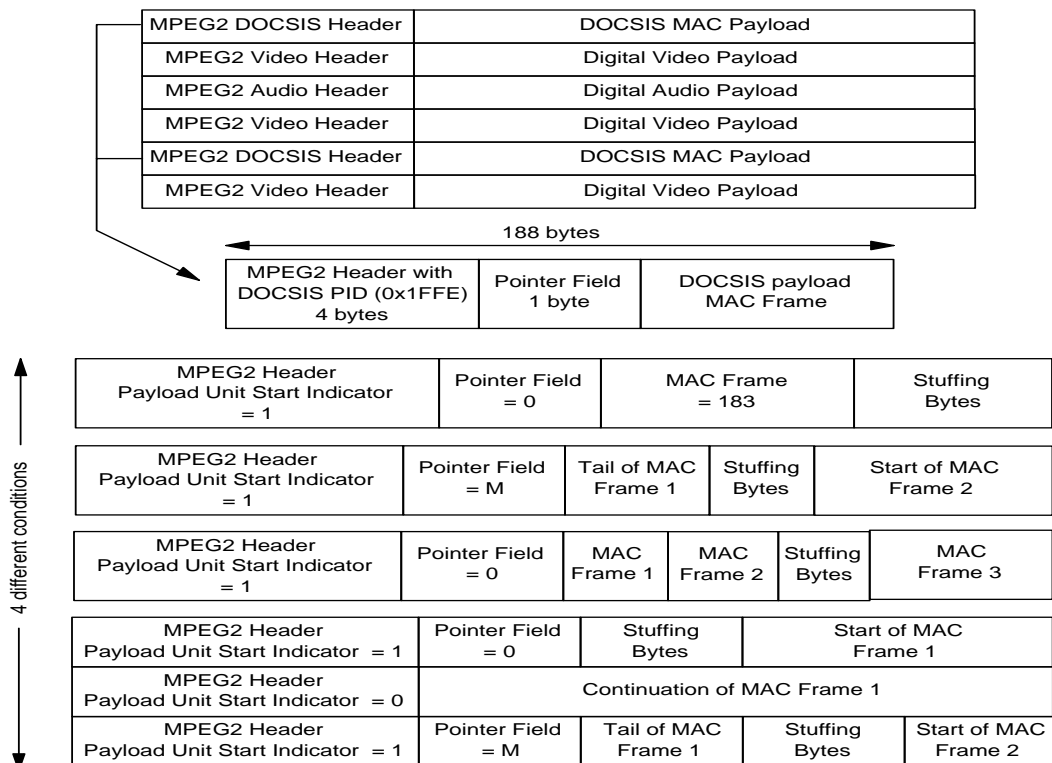 MPEG2 DOCSIS Header DOCSIS MAC Payload
MPEG2 Video Header Digital Video Payload
MPEG2 Audio Header Digital Audio Payload
MPEG2 Video Header Digital Video Payload
MPEG2 DOCSIS Header DOCSIS MAC Payload
MPEG2 Video Header Digital Video Payload
188 bytes
MPEG2 Header with
DOCSIS PID (0x1FFE)
4 bytes
Pointer Field
1 byte
DOCSIS payload
MAC Frame
4 different conditions
MPEG2 Header
Payload Unit Start Indicator
= 1
Pointer Field
= 0
MAC Frame
= 183
Stuffing
Bytes
MPEG2 Header
Payload Unit Start Indicator
= 1
Pointer Field
= M
Tail of MAC
Frame 1
Stuffing
Bytes
Start of MAC
Frame 2
MPEG2 Header
Payload Unit Start Indicator
= 1
Pointer Field
= 0
MAC
Frame 1
MAC
Frame 2
Stuffing
Bytes
MAC
Frame 3
MPEG2 Header
Payload Unit Start Indicator = 1
Pointer Field
= 0
Stuffing
Bytes
Start of MAC
Frame 1
MPEG2 Header
Payload Unit Start Indicator = 0
Continuation of MAC Frame 1
MPEG2 Header
Payload Unit Start Indicator = 1
Pointer Field
= M
Tail of MAC
Frame 1
Stuffing
Bytes
Start of MAC
Frame 2